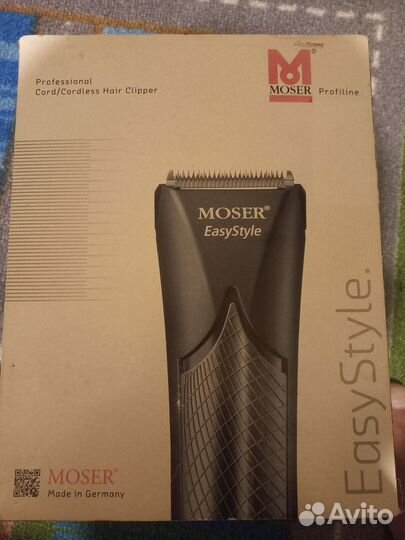 Professional
Cord/Cordless Hair Clipper
M®
MOSER
Profiline
MOSER®
EasyStyle
EasyStyle.
MOSER®
Made in Germany
Avito